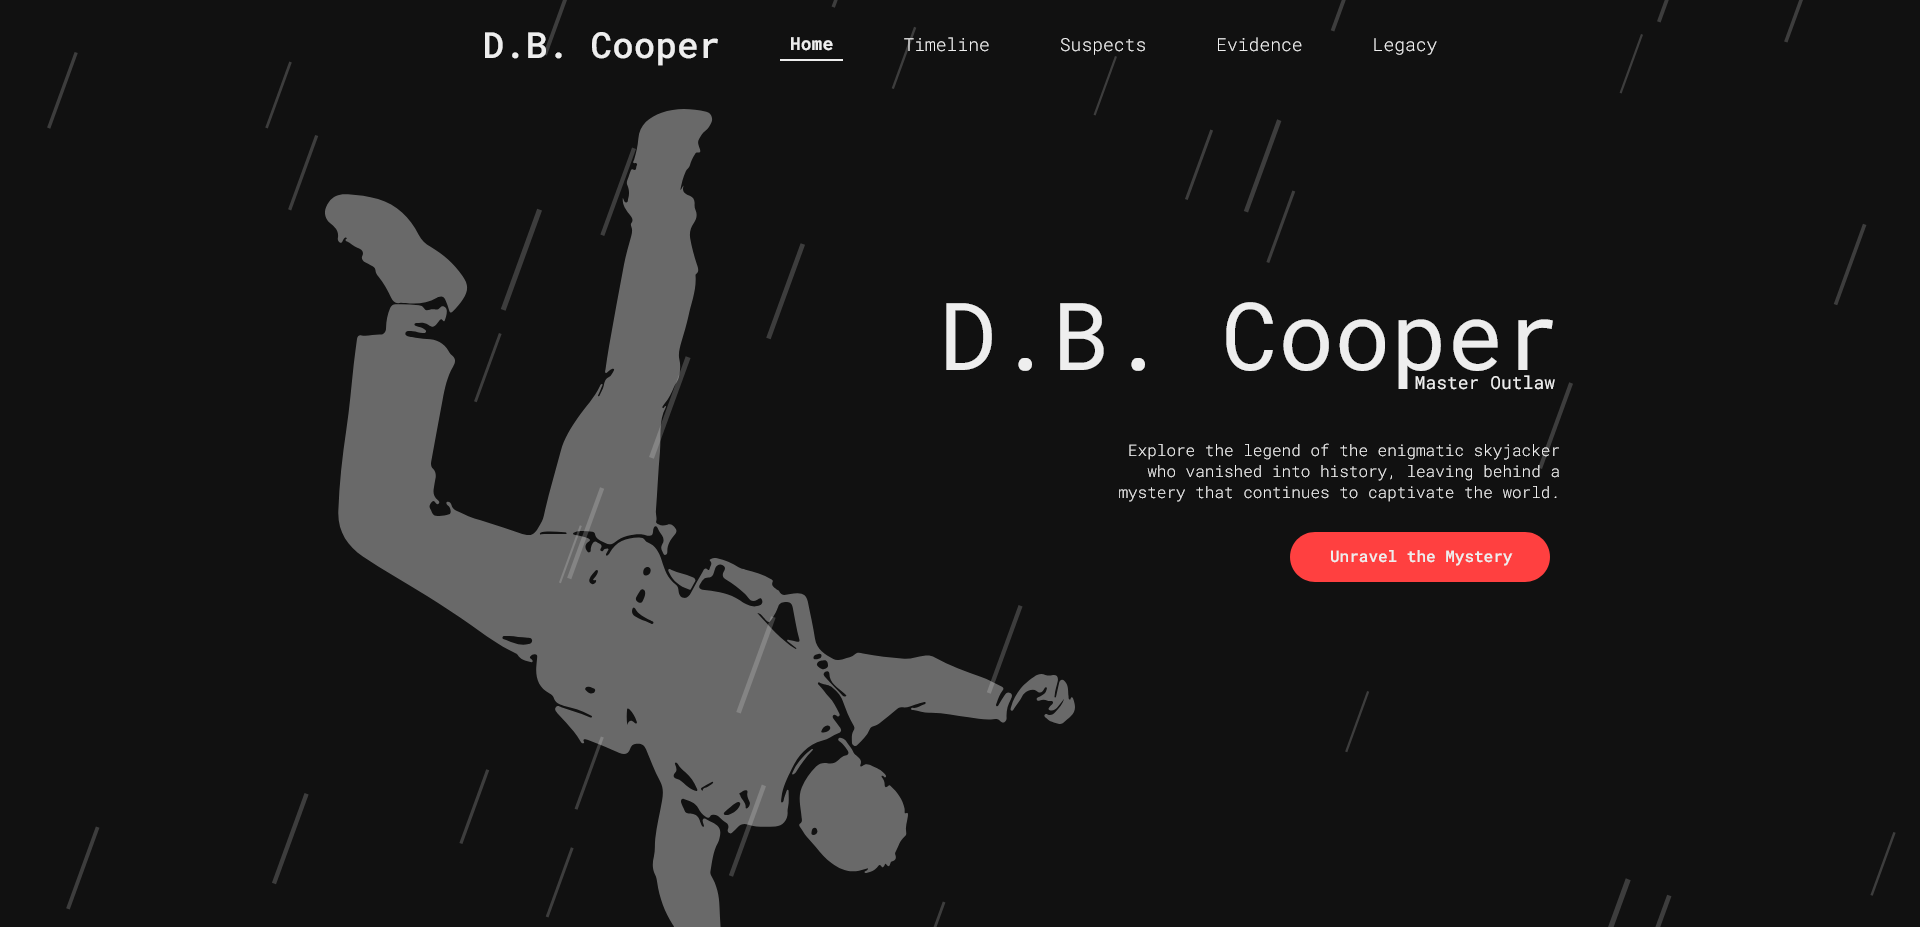 D.B. Cooper
Home
Timeline
Suspects
Evidence
Legacy
D.B. Cooper
Master Outlaw
Explore the legend of the enigmatic skyjacker
who vanished into history, leaving behind a
mystery that continues to captivate the world.
Unravel the Mystery